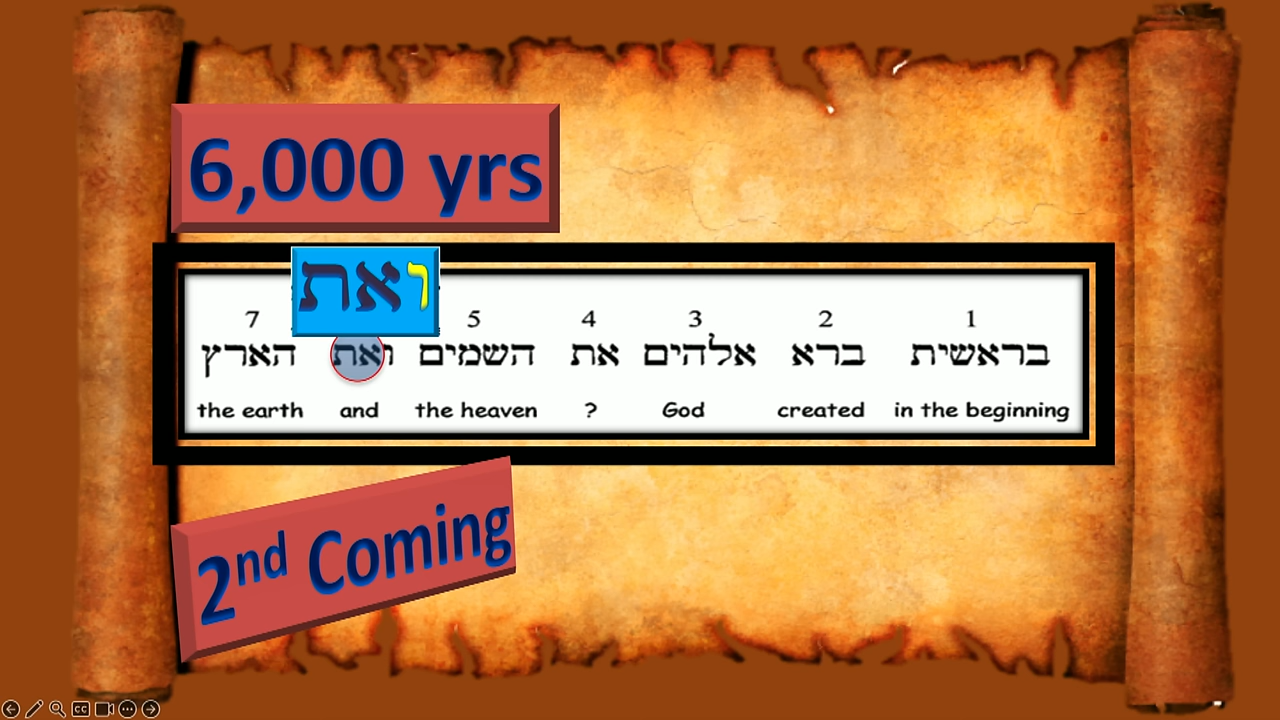 6,000 yrs
ואת
7 5 4 3 2 1
בראשית ברא אלהים את השמים ואת הארץ
the earth and the heaven ? God created in the beginning
2nd Coming